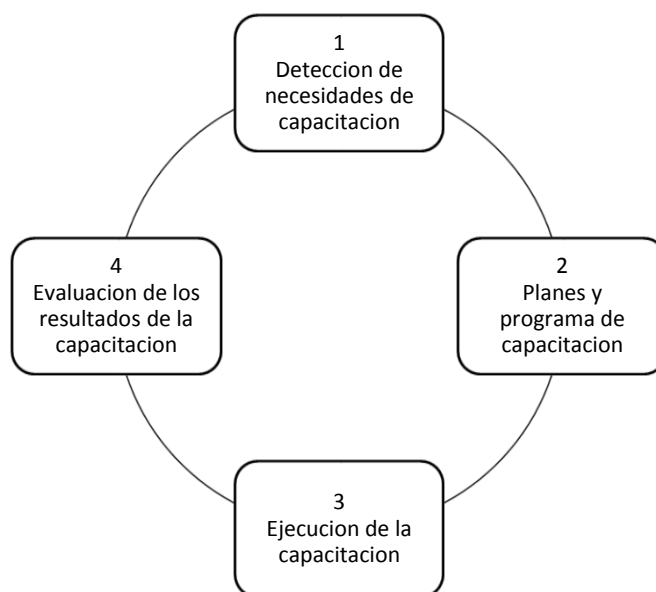 1
Deteccion de
necesidades de
capacitacion
2
Planes y
programa de
capacitacion
3
Ejecucion de la
capacitacion
4
Evaluacion de los
resultados de la
capacitacion